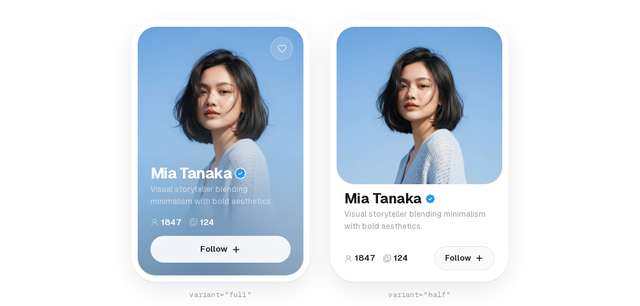 Mia Tanaka
Visual storyteller blending
minimalism with bold aesthetics.
1847 124
Follow +
variant="full"
Mia Tanaka
Visual storyteller blending minimalism
with bold aesthetics.
1847 124
Follow +
variant="half"